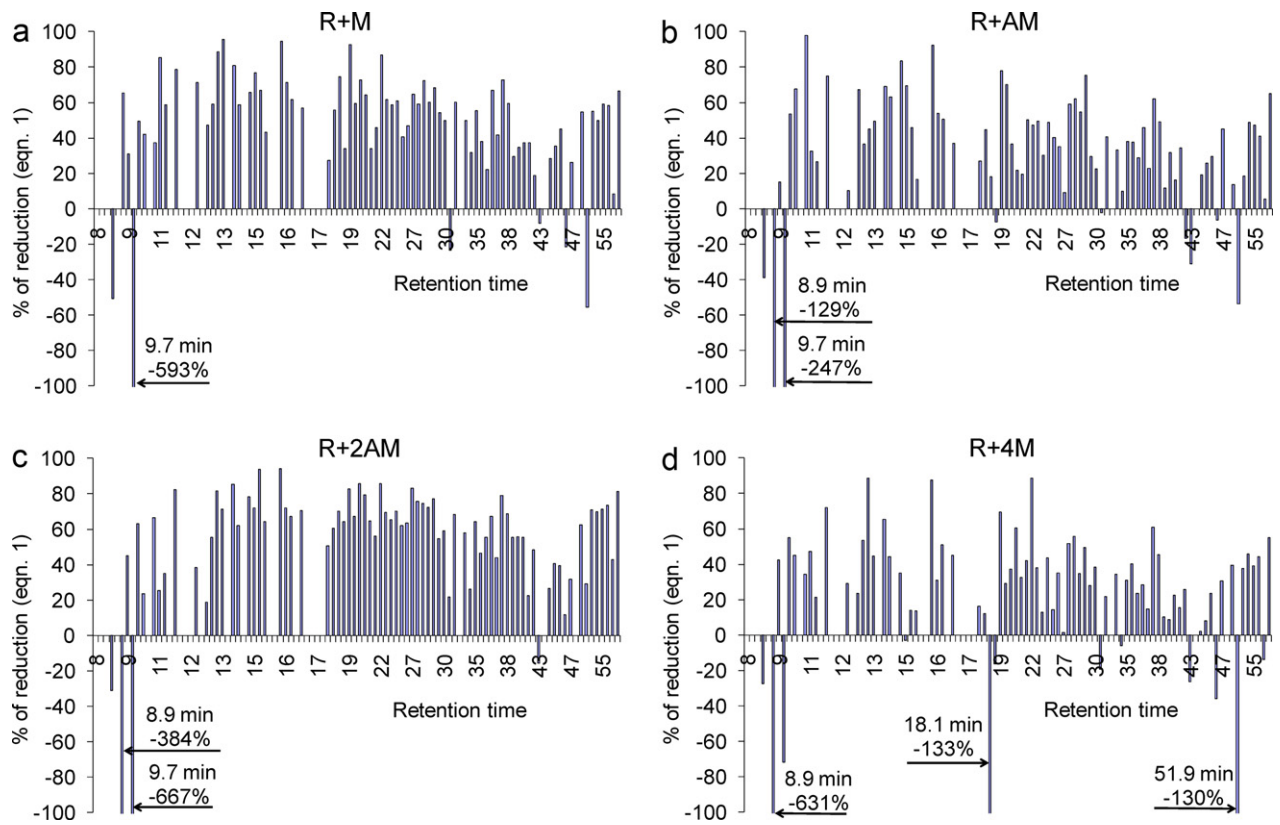 a
R+M
% of reduction (eqn. 1)
100
80
60
40
20
0
-20
-40
-60
-80
-100
8 9 11 12 13 15 16 17 19 22 27 30 35 38 43 47 55
Retention time
9.7 min
-593%
b
R+AM
% of reduction (eqn. 1)
100
80
60
40
20
0
-20
-40
-60
-80
-100
8 9 11 12 13 15 16 17 19 22 27 30 35 38 43 47 55
Retention time
8.9 min
-129%
9.7 min
-247%
c
R+2AM
% of reduction (eqn. 1)
100
80
60
40
20
0
-20
-40
-60
-80
-100
8 9 11 12 13 15 16 17 19 22 27 30 35 38 43 47 55
Retention time
8.9 min
-384%
9.7 min
-667%
d
R+4M
% of reduction (eqn. 1)
100
80
60
40
20
0
-20
-40
-60
-80
-100
8 9 11 12 13 15 16 17 19 22 27 30 35 38 43 47 55
Retention time
18.1 min
-133%
8.9 min
-631%
51.9 min
-130%